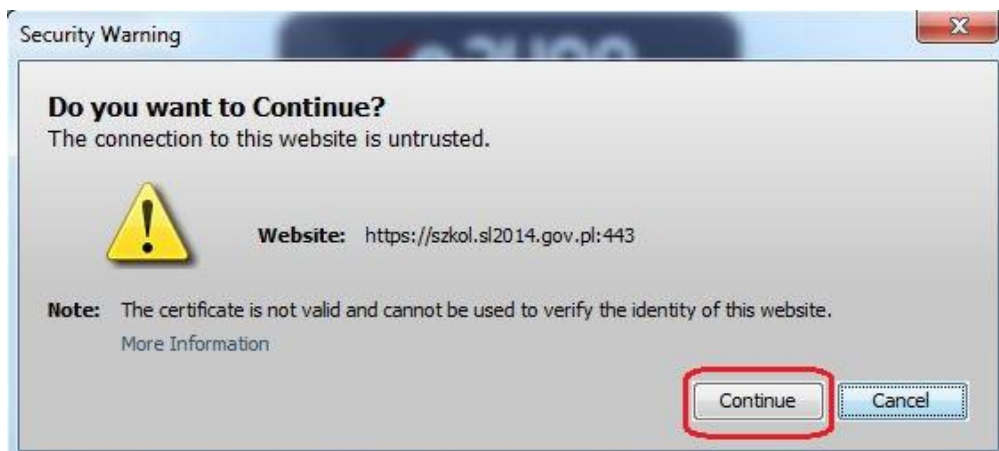 Security Warning
Do you want to Continue?
The connection to this website is untrusted.
Website: https://szkol.sl2014.gov.pl:443
Note: The certificate is not valid and cannot be used to verify the identity of this website.
More Information
Continue Cancel